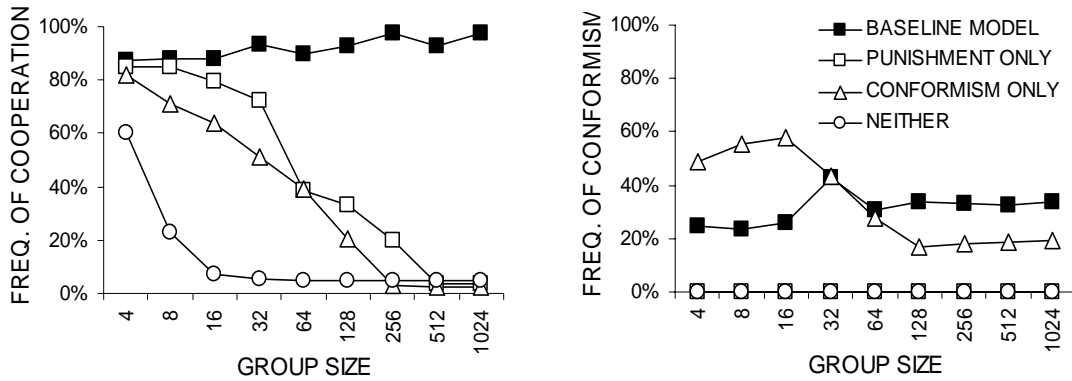 FREQ. OF COOPERATION
100%
80%
60%
40%
20%
0%
4 8 16 32 64 128 256 512 1024
GROUP SIZE
FREQ. OF CONFORMISM
100%
80%
60%
40%
20%
0%
4 8 16 32 64 128 256 512 1024
GROUP SIZE
BASELINE MODEL
PUNISHMENT ONLY
CONFORMISM ONLY
NEITHER